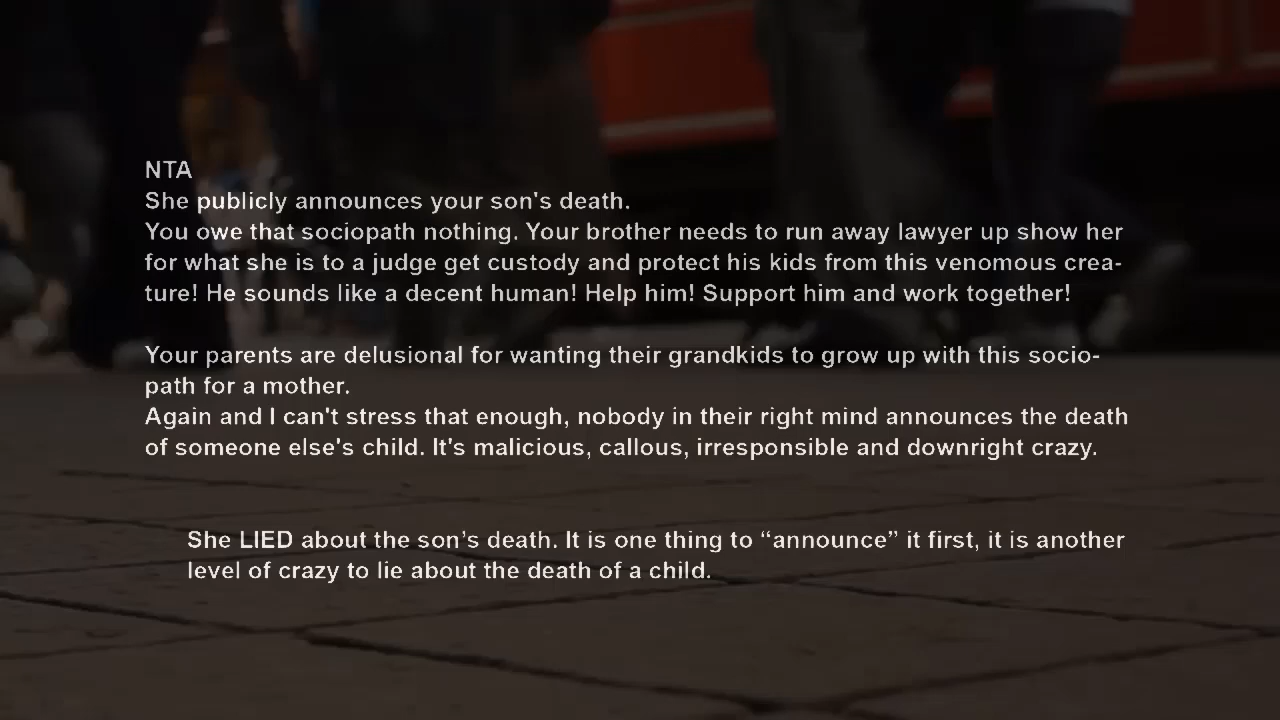 NTA
She publicly announces your son's death.
You owe that sociopath nothing. Your brother needs to run away lawyer up show her
for what she is to a judge get custody and protect his kids from this venomous crea-
ture! He sounds like a decent human! Help him! Support him and work together!
Your parents are delusional for wanting their grandkids to grow up with this socio-
path for a mother.
Again and I can't stress that enough, nobody in their right mind announces the death
of someone else's child. It's malicious, callous, irresponsible and downright crazy.
She LIED about the son’s death. It is one thing to “announce” it first, it is another
level of crazy to lie about the death of a child.